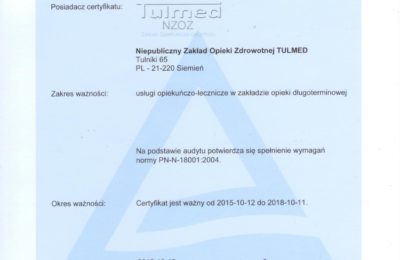 Posiadacz certyfikatu:
Tulmed
NZOZ
Niepubliczny Zakład Opieki Zdrowotnej TULMED
Tulniki 65
PL - 21-220 Siemień
Zakres ważności:
usługi opiekuńczo-lecznicze w zakładzie opieki długoterminowej
Na podstawie audytu potwierdza się spełnienie wymagań
normy PN-N-18001:2004.
Okres ważności:
Certyfikat jest ważny od 2015-10-12 do 2018-10-11.